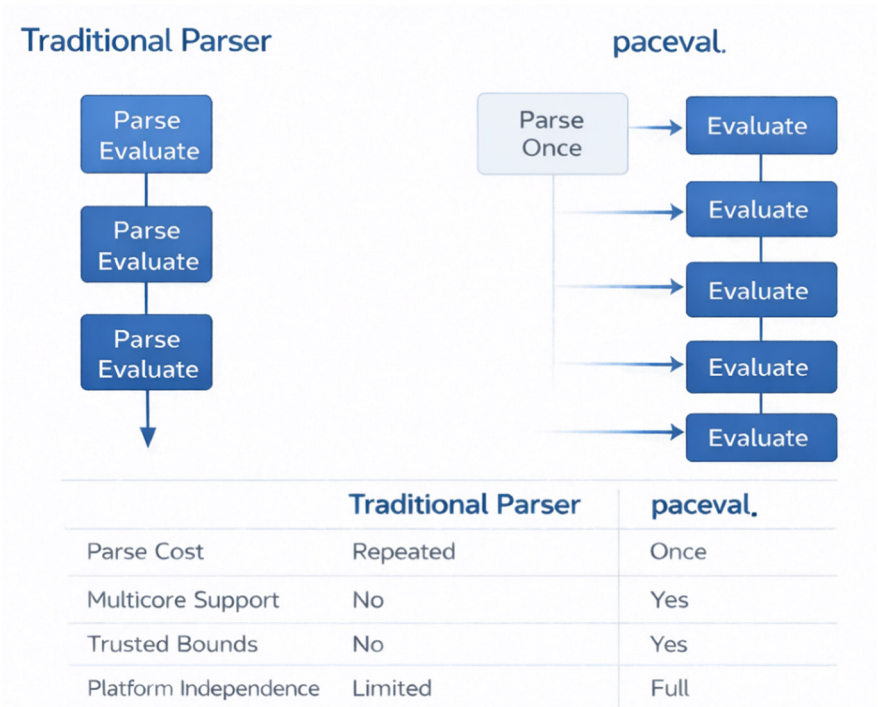 Traditional Parser
paceval.
Parse
Evaluate
Parse
Evaluate
Parse
Evaluate
Parse
Once
Evaluate
Evaluate
Evaluate
Evaluate
Evaluate
Traditional Parser paceval.
Parse Cost Repeated Once
Multicore Support No Yes
Trusted Bounds No Yes
Platform Independence Limited Full